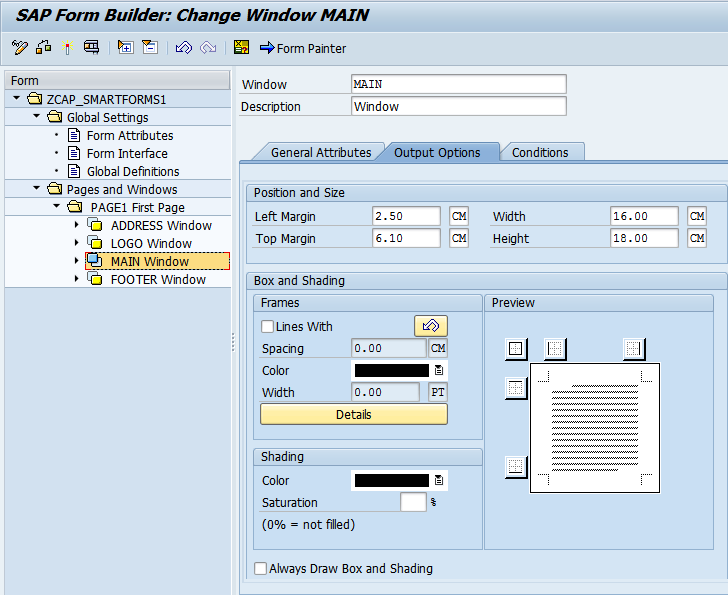 SAP Form Builder: Change Window MAIN
Form Painter
Form
ZCAP_SMARTFORMS1
Global Settings
Form Attributes
Form Interface
Global Definitions
Pages and Windows
PAGE1 First Page
ADDRESS Window
LOGO Window
MAIN Window
FOOTER Window
Window MAIN
Description Window
General Attributes Output Options Conditions
Position and Size
Left Margin 2.50 CM Width 16.00 CM
Top Margin 6.10 CM Height 18.00 CM
Box and Shading
Frames
Lines With
Spacing 0.00 CM
Color
Width 0.00 PT
Details
Preview
Shading
Color
Saturation %
(0% = not filled)
Always Draw Box and Shading